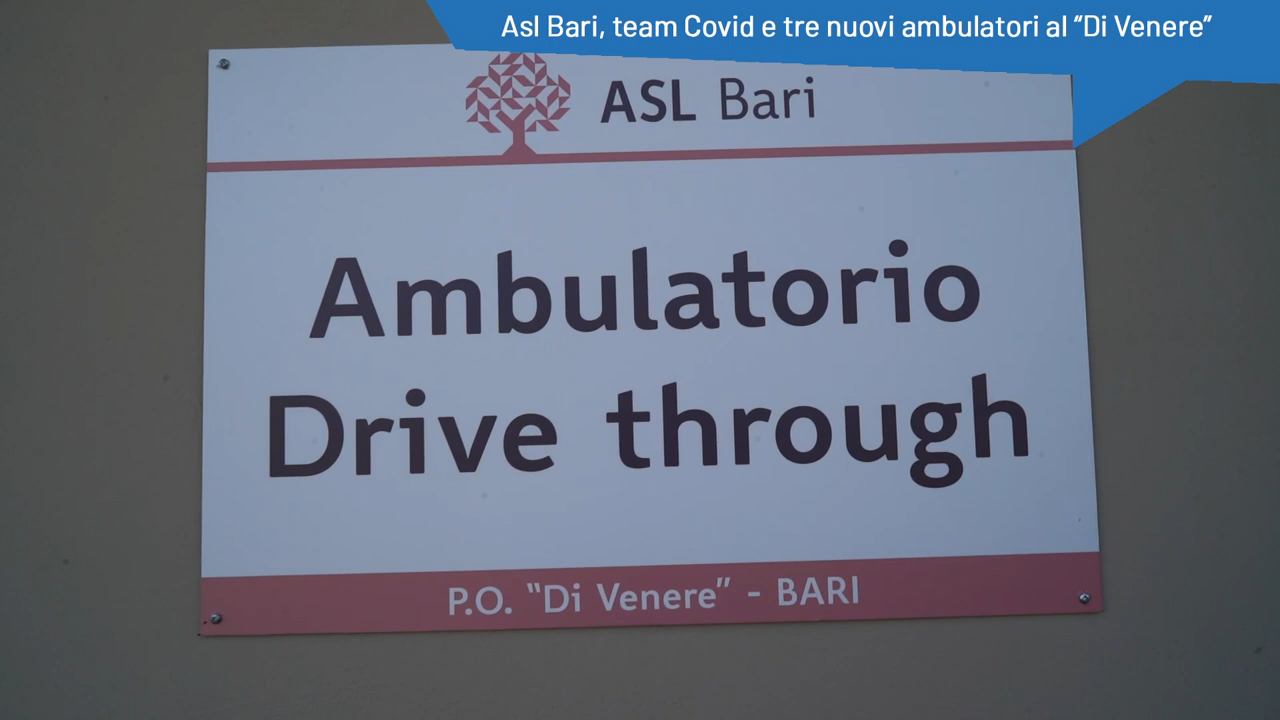 Asl Bari, team Covid e tre nuovi ambulatori al “Di Venere”
ASL Bari
Ambulatorio
Drive through
P.O. “Di Venere” - BARI